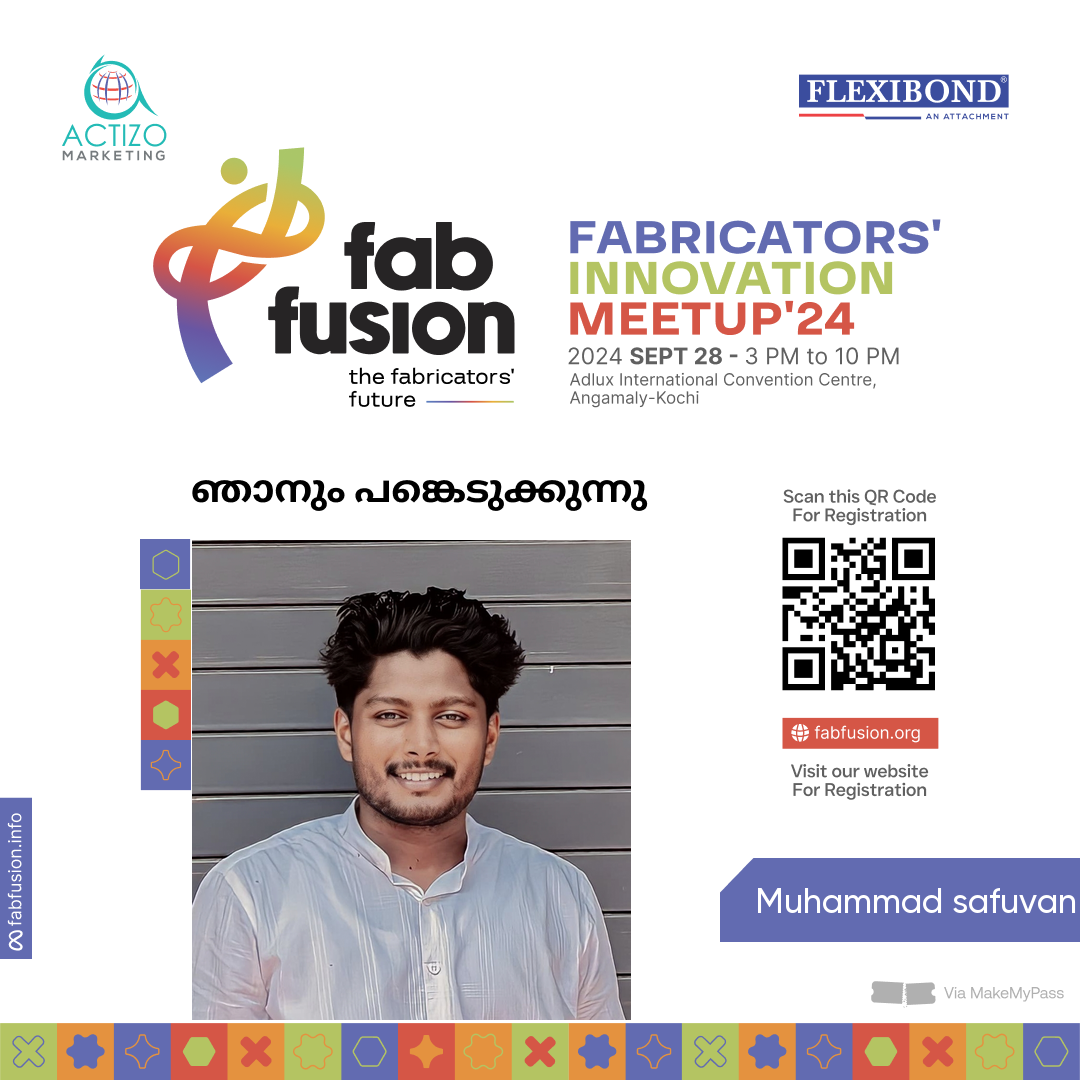 ACTIZO
MARKETING
FLEXIBOND®
AN ATTACHMENT
fab
fusion
the fabricators'
future
FABRICATORS'
INNOVATION
MEETUP'24
2024 SEPT 28 - 3 PM to 10 PM
Adlux International Convention Centre,
Angamaly-Kochi
ഞാനും പങ്കെടുക്കുന്നു
Scan this QR Code
For Registration
fabfusion.org
Visit our website
For Registration
fabfusion.info
Muhammad safuvan
Via MakeMyPass